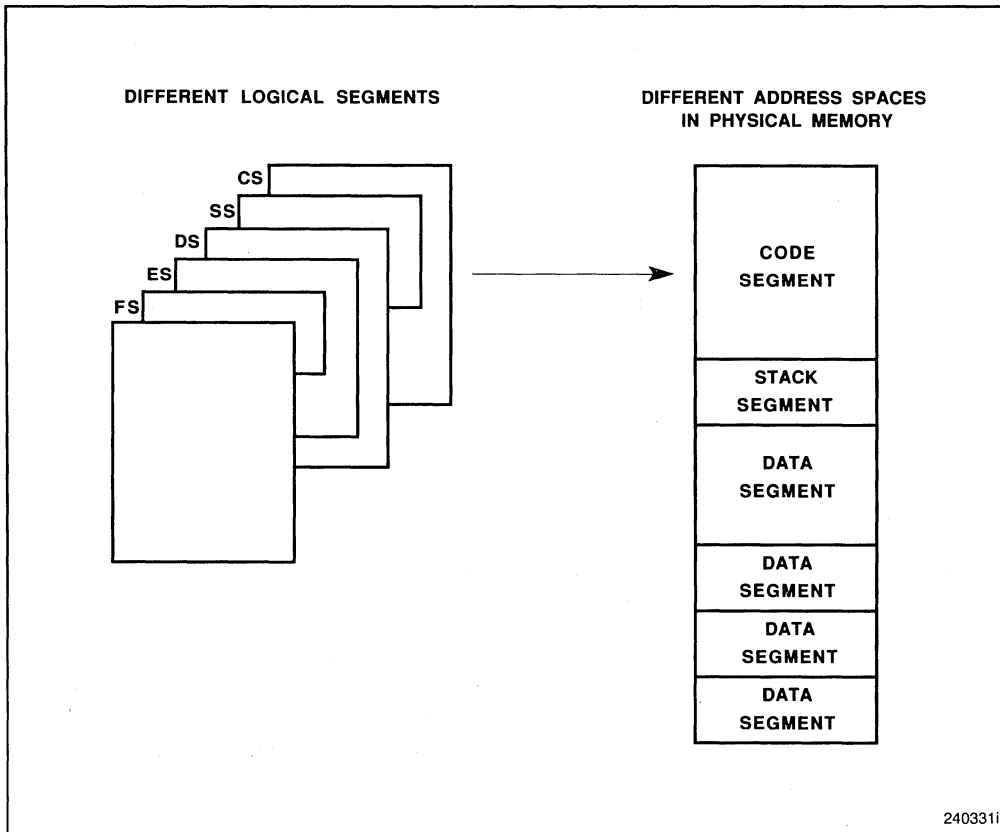 DIFFERENT LOGICAL SEGMENTS
DIFFERENT ADDRESS SPACES
IN PHYSICAL MEMORY
CS
SS
DS
ES
FS
CODE
SEGMENT
STACK
SEGMENT
DATA
SEGMENT
DATA
SEGMENT
DATA
SEGMENT
DATA
SEGMENT
240331i